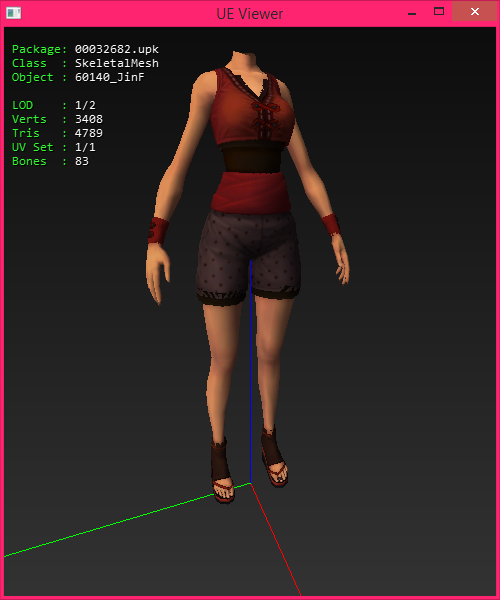 UE Viewer
Package: 00032682.upk
Class : SkeletalMesh
Object : 60140_JinF
LOD : 1/2
Verts : 3408
Tris : 4789
UV Set : 1/1
Bones : 83